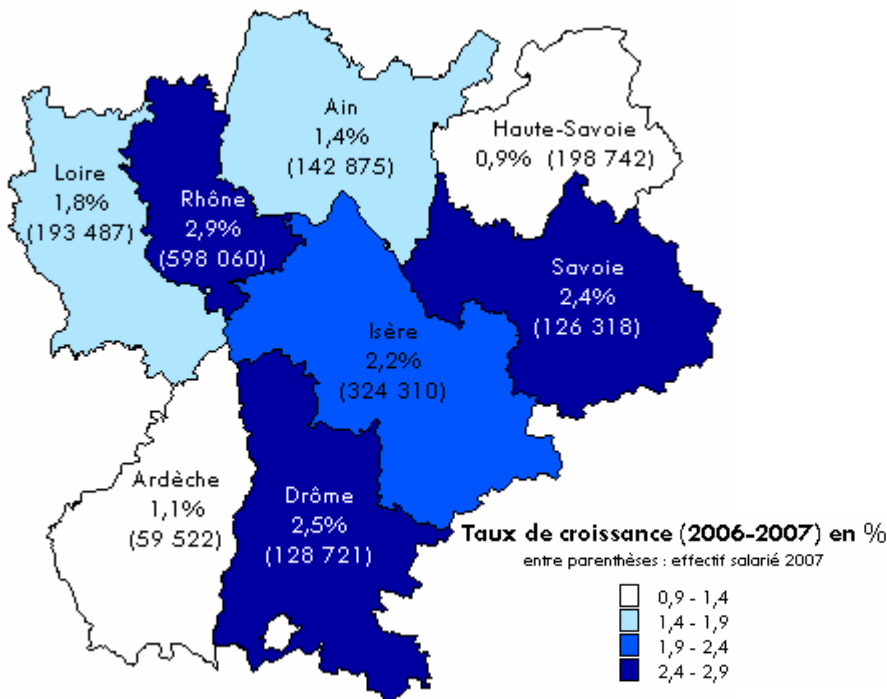 Ain
1,4%
(142 875)
Haute-Savoie
0,9% (198 742)
Loire
1,8%
(193 487)
Rhône
2,9%
(598 060)
Savoie
2,4%
(126 318)
Isère
2,2%
(324 310)
Ardèche
1,1%
(59 522)
Drôme
2,5%
(128 721)
Taux de croissance (2006-2007) en %
entre parenthèses : effectif salarié 2007
0,9 - 1,4
1,4 - 1,9
1,9 - 2,4
2,4 - 2,9